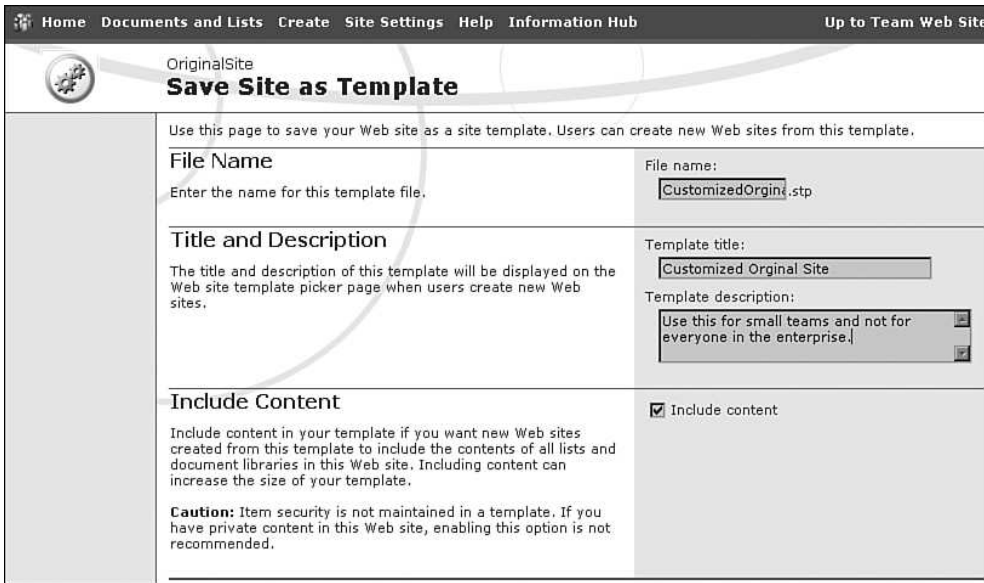 Home Documents and Lists Create Site Settings Help Information Hub Up to Team Web Site
OriginalSite
Save Site as Template
Use this page to save your Web site as a site template. Users can create new Web sites from this template.
File Name
Enter the name for this template file.
File name:
CustomizedOrgina .stp
Title and Description
The title and description of this template will be displayed on the
Web site template picker page when users create new Web
sites.
Template title:
Customized Orginal Site
Template description:
Use this for small teams and not for
everyone in the enterprise.
Include Content
Include content in your template if you want new Web sites
created from this template to include the contents of all lists and
document libraries in this Web site. Including content can
increase the size of your template.
Caution: Item security is not maintained in a template. If you
have private content in this Web site, enabling this option is not
recommended.
Include content